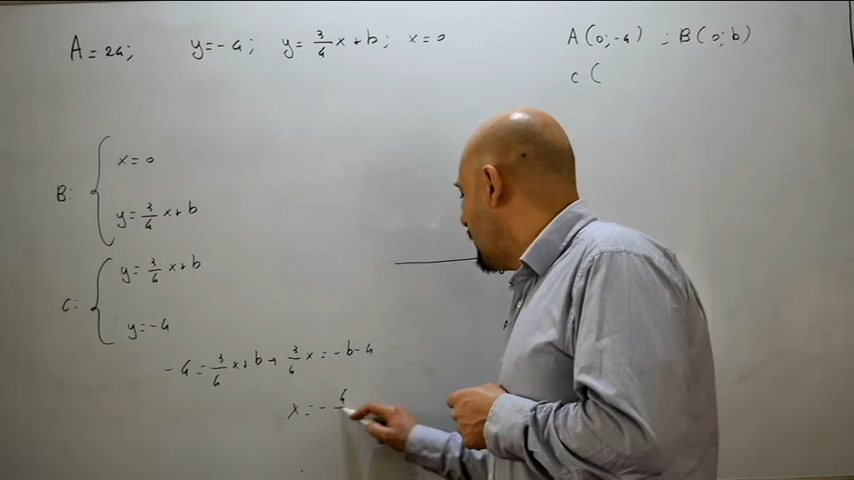 A=24; y=-4; y=3/4 x+b; x=0
A(0;-4) ; B(0;b)
C(
B: { x=0
y=3/4 x+b
C: { y=3/4 x+b
y=-4
-4=3/4 x+b → 3/4 x=-b-4
x=-4/